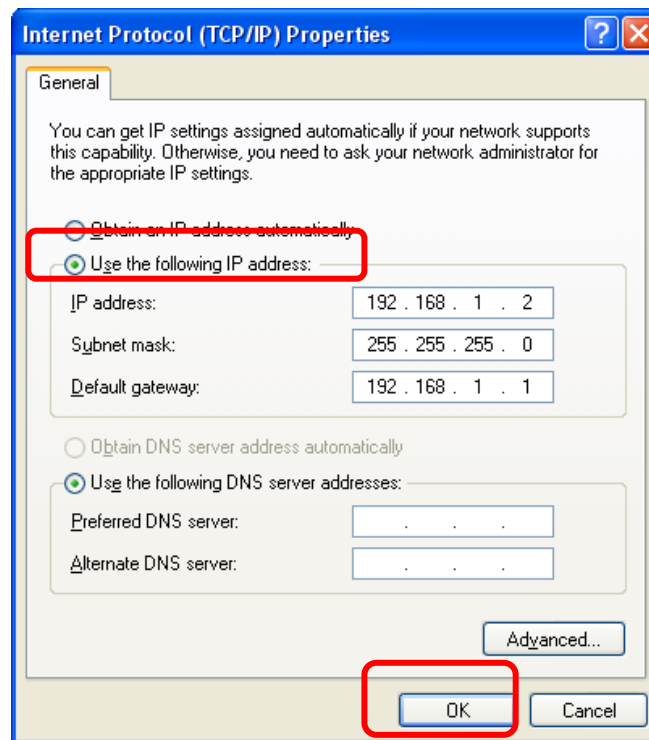 Internet Protocol (TCP/IP) Properties
General
You can get IP settings assigned automatically if your network supports
this capability. Otherwise, you need to ask your network administrator for
the appropriate IP settings.
Obtain an IP address automatically
Use the following IP address:
IP address: 192 . 168 . 1 . 2
Subnet mask: 255 . 255 . 255 . 0
Default gateway: 192 . 168 . 1 . 1
Obtain DNS server address automatically
Use the following DNS server addresses:
Preferred DNS server: . . .
Alternate DNS server: . . .
Advanced...
OK Cancel